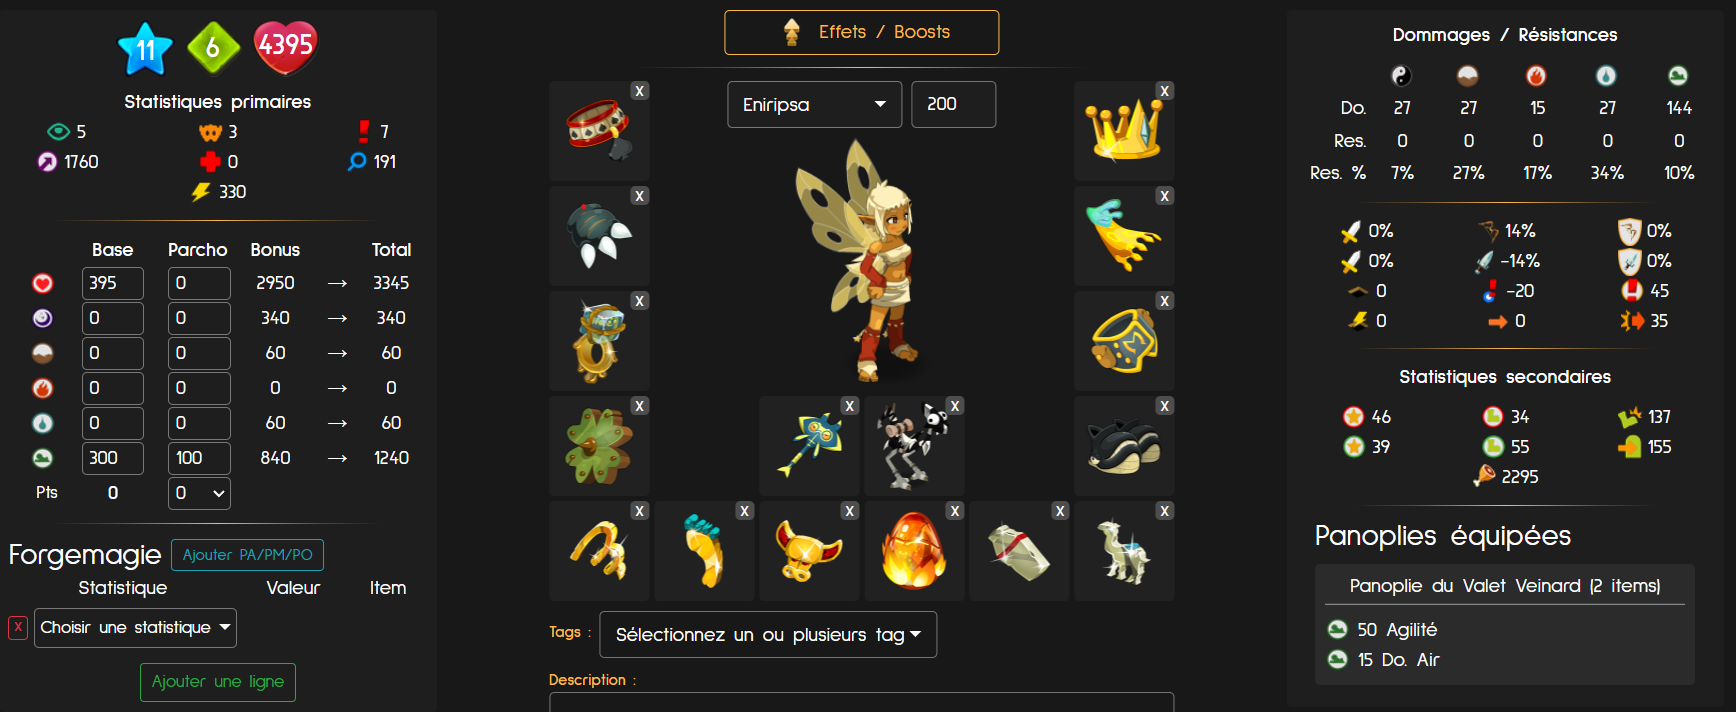 11 6 4395
Statistiques primaires
5 3 7
1760 0 191
330
Base Parcho Bonus Total
395 0 2950 → 3345
0 0 340 → 340
0 0 60 → 60
0 0 0 → 0
0 0 60 → 60
300 100 840 → 1240
Pts 0 0
Forgemagie Ajouter PA/PM/PO
Statistique Valeur Item
X Choisir une statistique
Ajouter une ligne
Effets / Boosts
Eniripsa 200
X X
X X
X X
X X X X
X X X X X X
Tags : Sélectionnez un ou plusieurs tag
Description :
Dommages / Résistances
Do. 27 27 15 27 144
Res. 0 0 0 0 0
Res. % 7% 27% 17% 34% 10%
0% 14% 0%
0% -14% 0%
0 -20 45
0 0 35
Statistiques secondaires
46 34 137
39 55 155
2295
Panoplies équipées
Panoplie du Valet Veinard (2 items)
50 Agilité
15 Do. Air